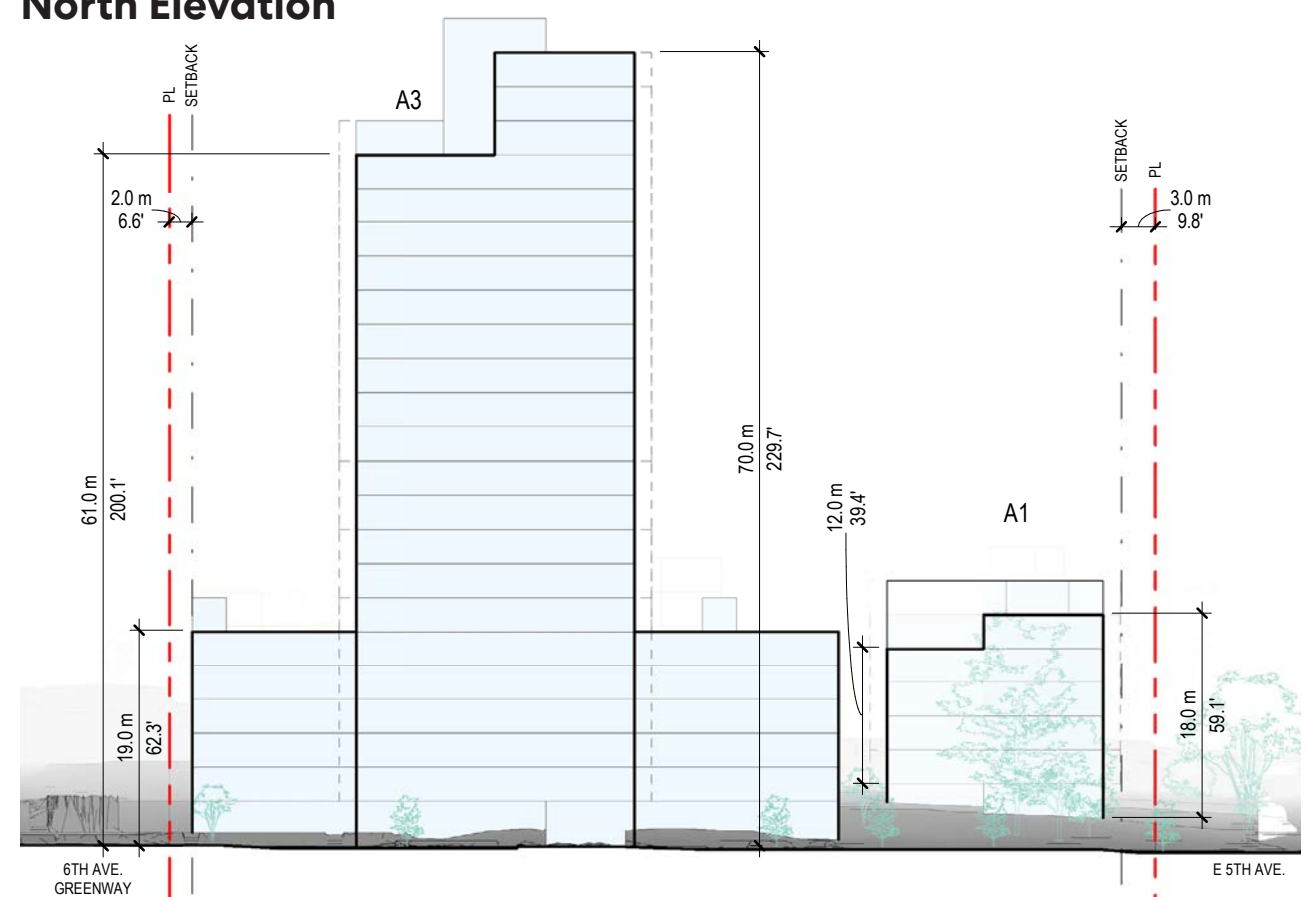 North Elevation
PL
SETBACK
A3
2.0 m
6.6'
61.0 m
200.1'
19.0 m
62.3'
70.0 m
229.7'
12.0 m
39.4'
A1
SETBACK
PL
3.0 m
9.8'
18.0 m
59.1'
6TH AVE.
GREENWAY
E 5TH AVE.